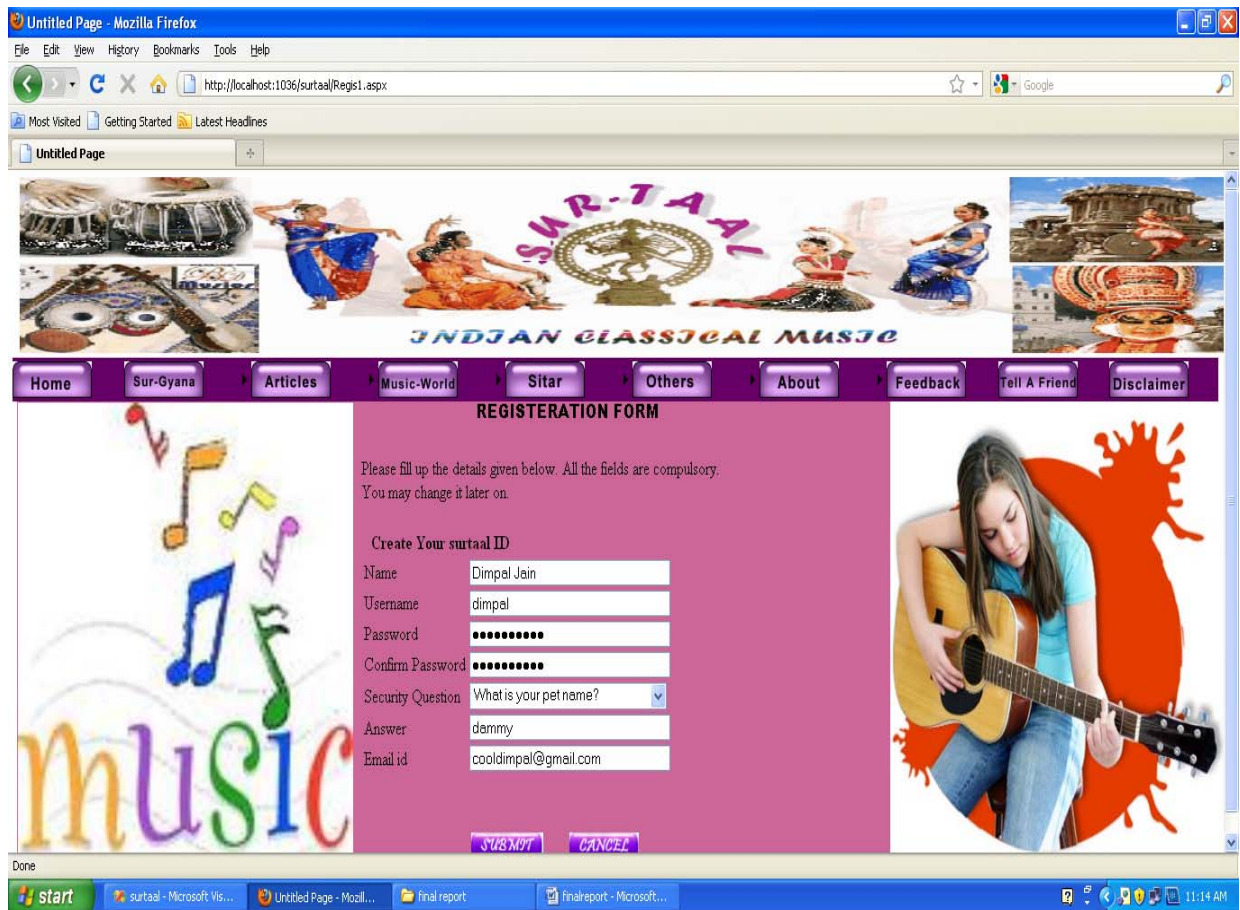 Untitled Page - Mozilla Firefox
File Edit View History Bookmarks Tools Help
http://localhost:1036/surtaal/Regis1.aspx
Google
Most Visited Getting Started Latest Headlines
Untitled Page
SUR-TAAL
INDIAN CLASSICAL MUSIC
Home Sur-Gyana Articles Music-World Sitar Others About Feedback Tell A Friend Disclaimer
REGISTERATION FORM
Please fill up the details given below. All the fields are compulsory.
You may change it later on.
Create Your surtaal ID
Name Dimpal Jain
Username dimpal
Password ••••••••••
Confirm Password ••••••••••
Security Question What is your pet name?
Answer dammy
Email id cooldimpal@gmail.com
music
SUBMIT CANCEL
Done
start surtaal - Microsoft Vis... Untitled Page - Mozill... final report finalreport - Microsoft... 11:14 AM